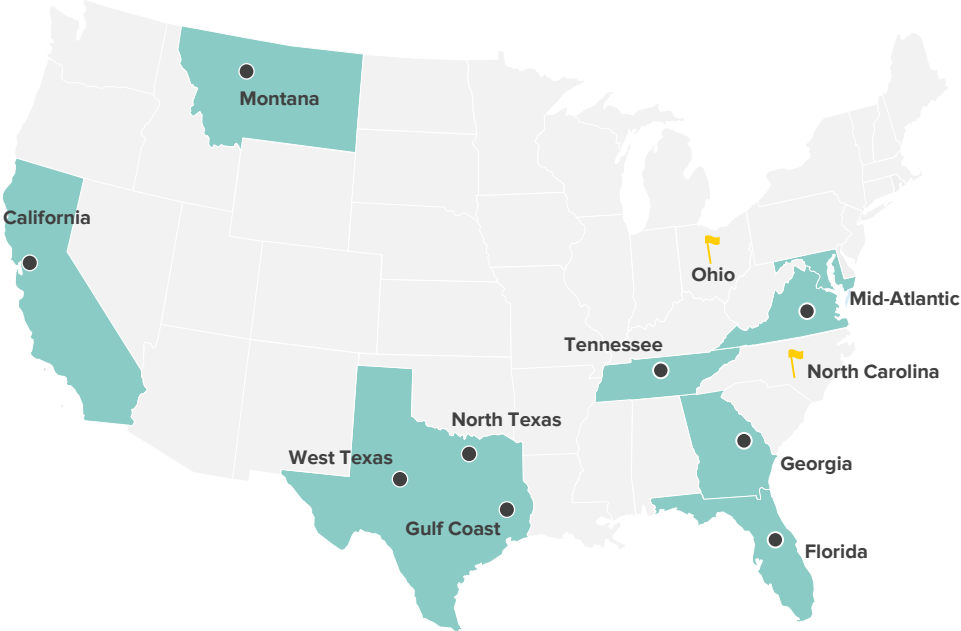 Montana
California
Ohio
Mid-Atlantic
Tennessee
North Carolina
North Texas
West Texas
Georgia
Gulf Coast
Florida